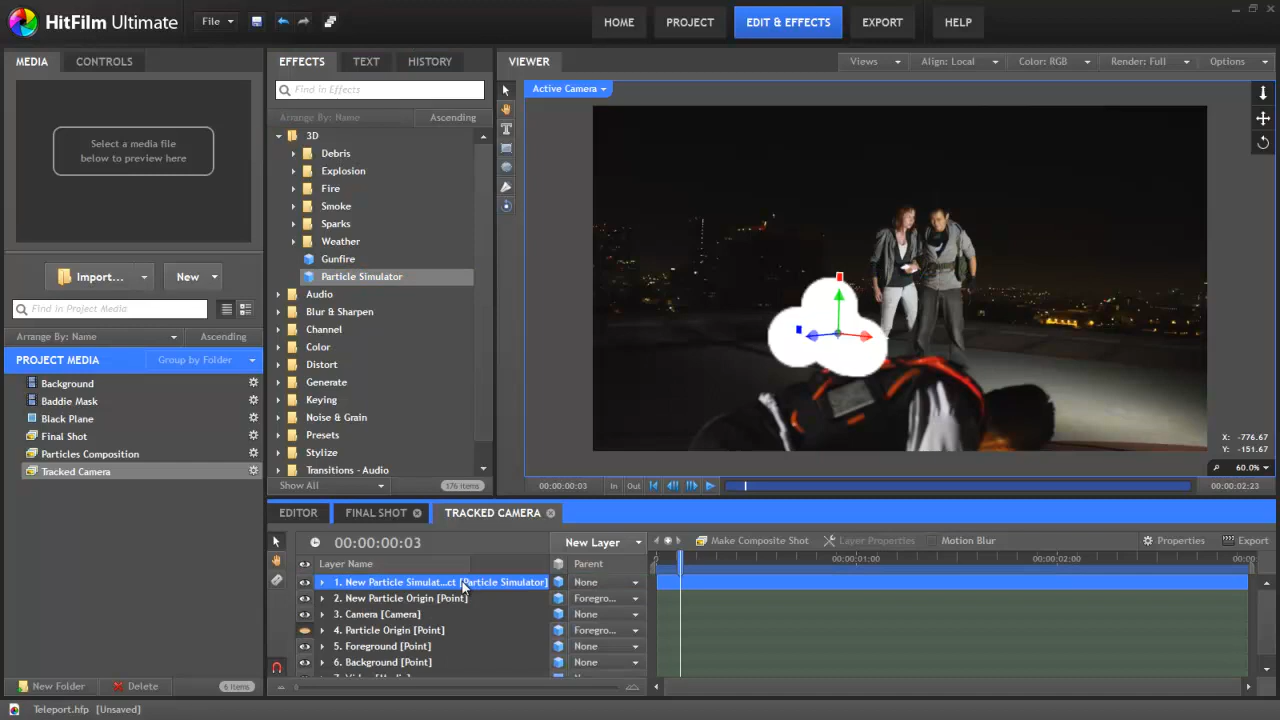 HitFilm Ultimate
File
HOME
PROJECT
EDIT & EFFECTS
EXPORT
HELP
MEDIA
CONTROLS
EFFECTS
TEXT
HISTORY
VIEWER
Views
Align: Local
Color: RGB
Render: Full
Options
Select a media file
below to preview here
Find in Effects
Arrange By: Name
Ascending
Active Camera
3D
Debris
Explosion
Fire
Smoke
Sparks
Weather
Gunfire
Particle Simulator
Audio
Blur & Sharpen
Channel
Color
Distort
Generate
Keying
Noise & Grain
Presets
Stylize
Transitions - Audio
Show All
176 items
Import...
New
Find in Project Media
Arrange By: Name
Ascending
PROJECT MEDIA
Group by Folder
Background
Baddie Mask
Black Plane
Final Shot
Particles Composition
Tracked Camera
New Folder
Delete
6 items
X: -776.67
Y: -151.67
60.0%
00:00:00:03
In
Out
00:00:02:23
EDITOR
FINAL SHOT
TRACKED CAMERA
00:00:00:03
New Layer
Make Composite Shot
Layer Properties
Motion Blur
Properties
Export
Layer Name
Parent
0
00:00:01:00
00:00:02:00
00:00
1. New Particle Simulat...ct [Particle Simulator]
None
2. New Particle Origin [Point]
Foregro...
3. Camera [Camera]
None
4. Particle Origin [Point]
Foregro...
5. Foreground [Point]
None
6. Background [Point]
None
Teleport.hfp
[Unsaved]